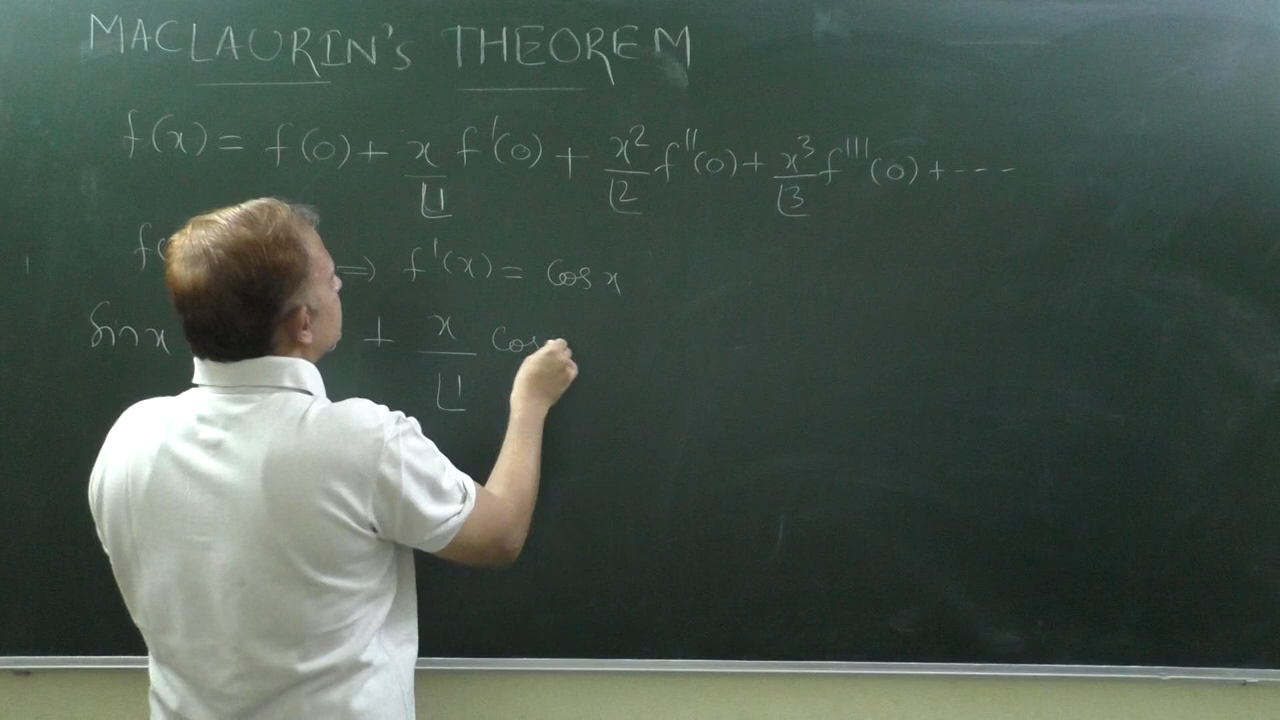 MACLAURIN's THEOREM
f(x) = f(0) + x/⌊1 f'(0) + x²/⌊2 f''(0) + x³/⌊3 f'''(0) + ----
⇒ f'(x) = Cos x
Sin x + x/⌊1 Cos